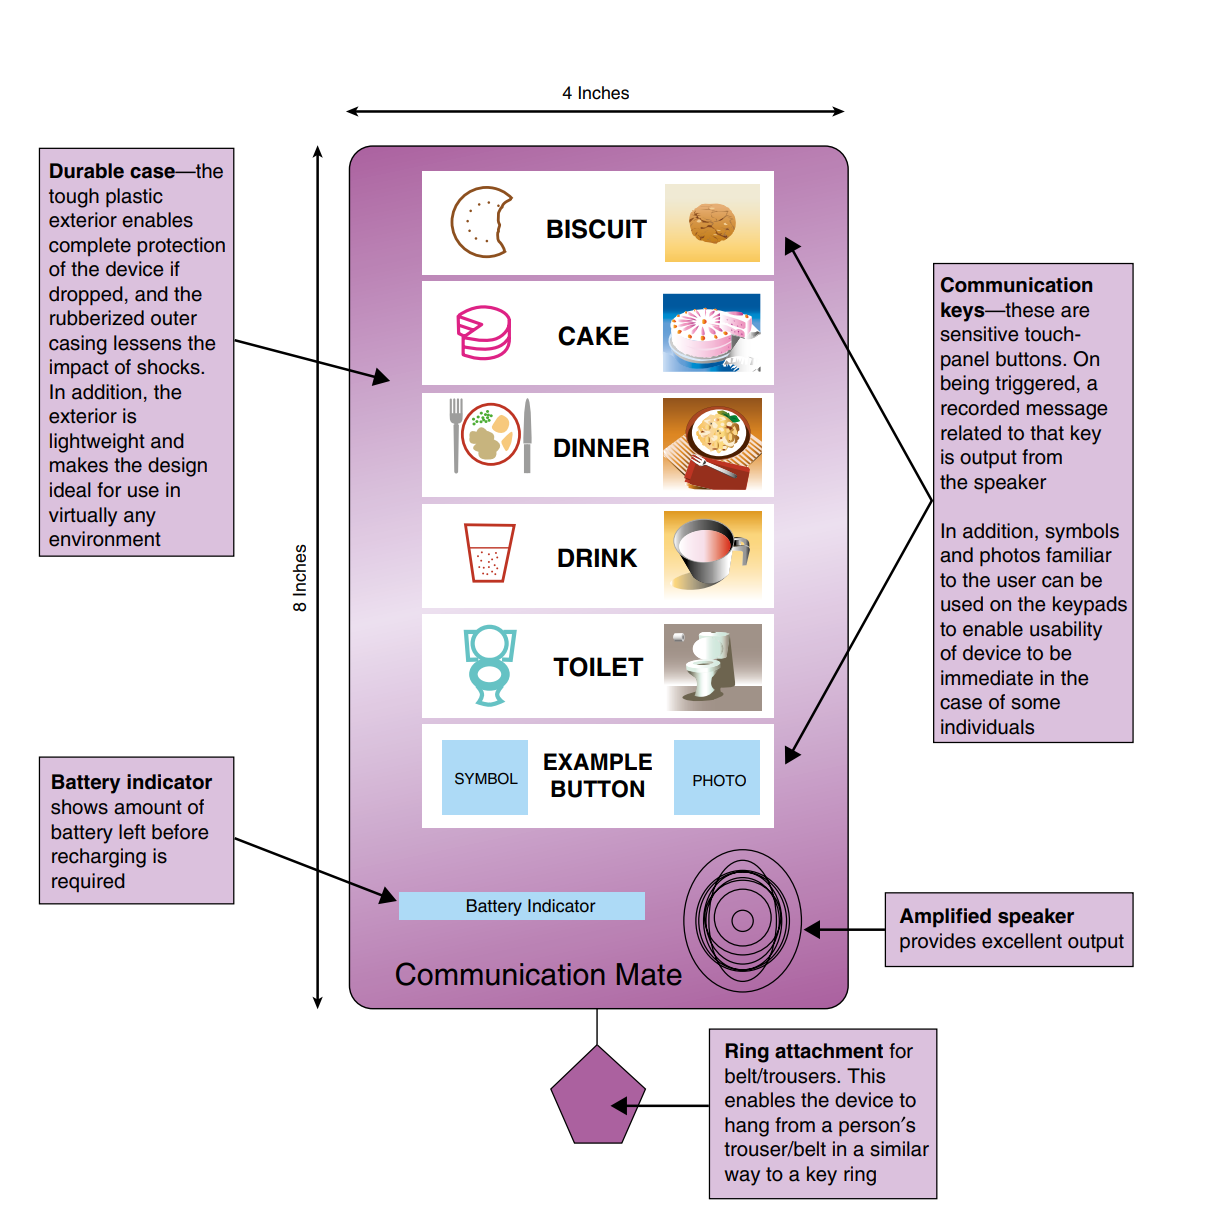 4 Inches
Durable case—the
tough plastic
exterior enables
complete protection
of the device if
dropped, and the
rubberized outer
casing lessens the
impact of shocks.
In addition, the
exterior is
lightweight and
makes the design
ideal for use in
virtually any
environment
8 Inches
BISCUIT
CAKE
DINNER
DRINK
TOILET
SYMBOL
EXAMPLE
BUTTON
PHOTO
Communication
keys—these are
sensitive touch-
panel buttons. On
being triggered, a
recorded message
related to that key
is output from
the speaker
In addition, symbols
and photos familiar
to the user can be
used on the keypads
to enable usability
of device to be
immediate in the
case of some
individuals
Battery indicator
shows amount of
battery left before
recharging is
required
Battery Indicator
Communication Mate
Amplified speaker
provides excellent output
Ring attachment for
belt/trousers. This
enables the device to
hang from a person′s
trouser/belt in a similar
way to a key ring